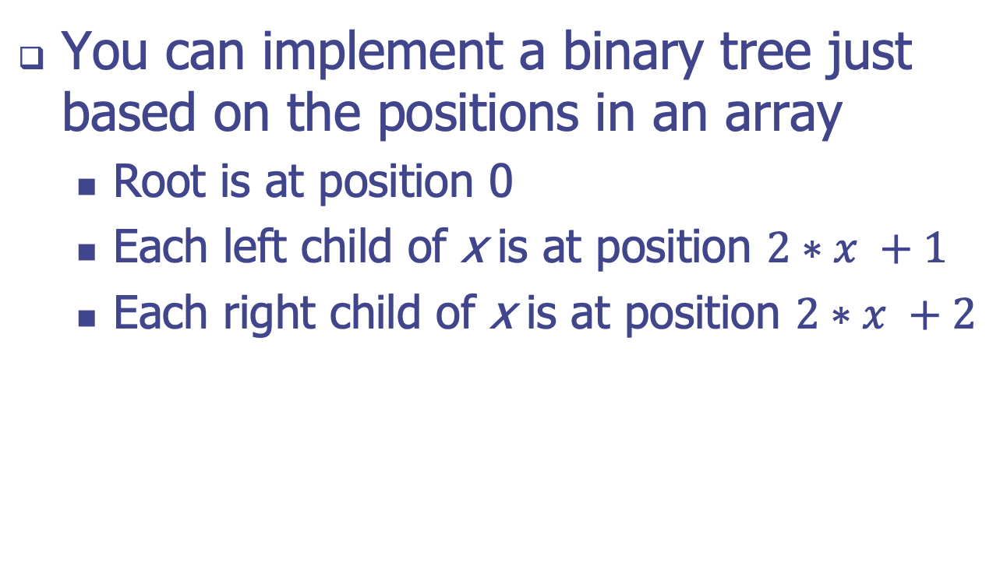 You can implement a binary tree just
based on the positions in an array
Root is at position 0
Each left child of x is at position 2 ∗ x + 1
Each right child of x is at position 2 ∗ x + 2